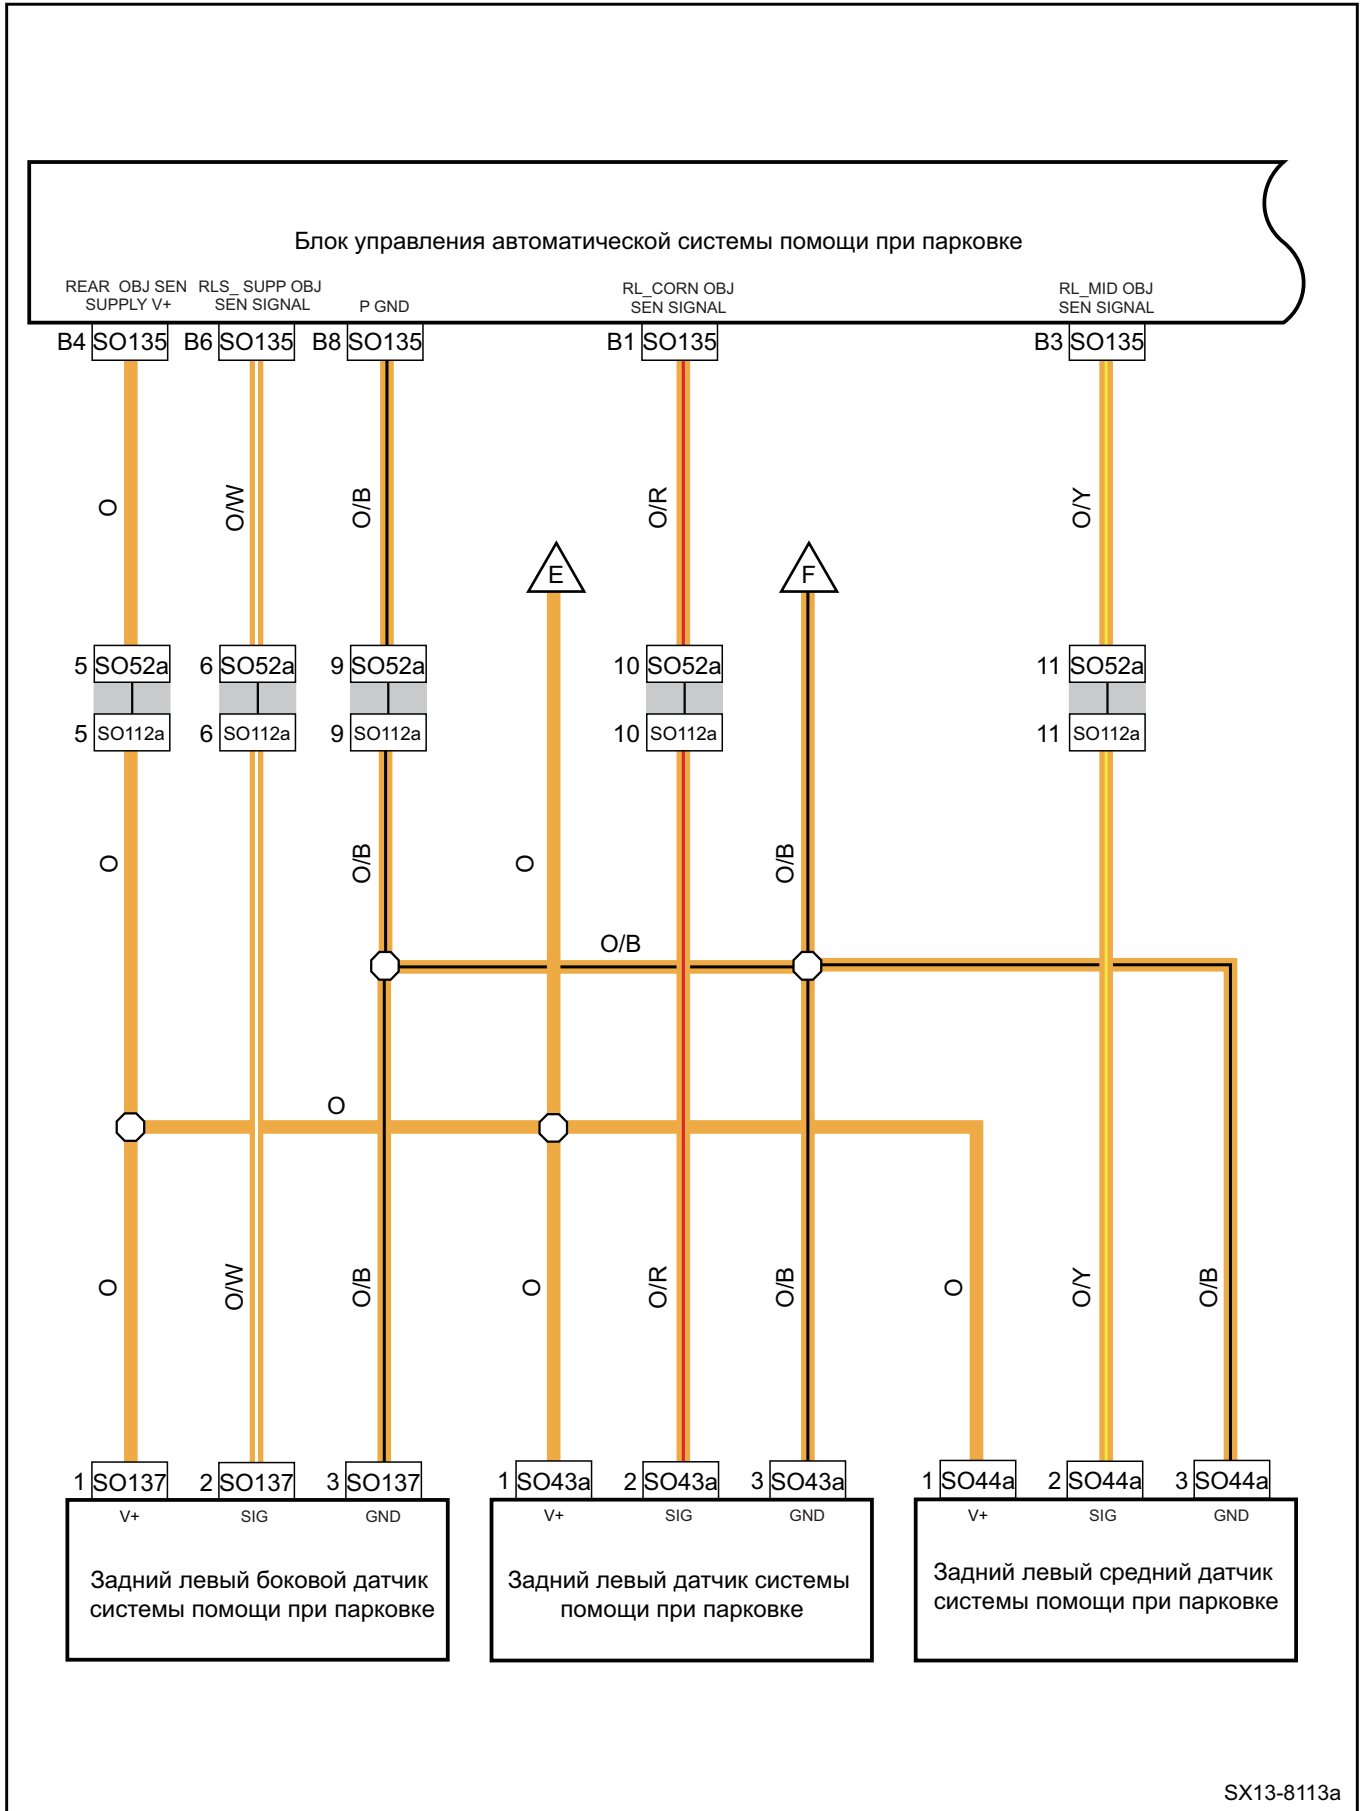 Блок управления автоматической системы помощи при парковке
REAR OBJ SEN
SUPPLY V+
RLS_ SUPP OBJ
SEN SIGNAL
P GND
RL_CORN OBJ
SEN SIGNAL
RL_MID OBJ
SEN SIGNAL
B4 SO135
B6 SO135
B8 SO135
B1 SO135
B3 SO135
O
O/W
O/B
O/R
O/Y
E
F
5 SO52a
6 SO52a
9 SO52a
10 SO52a
11 SO52a
5 SO112a
6 SO112a
9 SO112a
10 SO112a
11 SO112a
O
O/B
O
O/B
O/B
O
O
O/W
O/B
O
O/R
O/B
O
O/Y
O/B
1 SO137
2 SO137
3 SO137
1 SO43a
2 SO43a
3 SO43a
1 SO44a
2 SO44a
3 SO44a
V+
SIG
GND
V+
SIG
GND
V+
SIG
GND
Задний левый боковой датчик
системы помощи при парковке
Задний левый датчик системы
помощи при парковке
Задний левый средний датчик
системы помощи при парковке
SX13-8113a